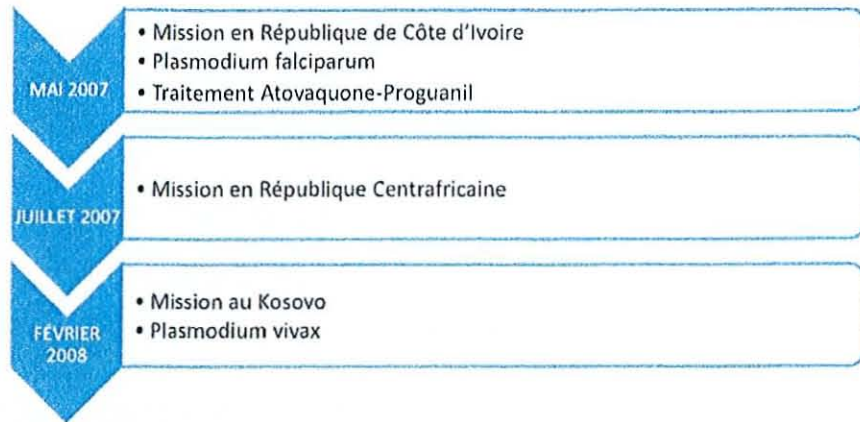 MAI 2007
• Mission en République de Côte d'Ivoire
• Plasmodium falciparum
• Traitement Atovaquone-Proguanil
JUILLET 2007
• Mission en République Centrafricaine
FÉVRIER
2008
• Mission au Kosovo
• Plasmodium vivax